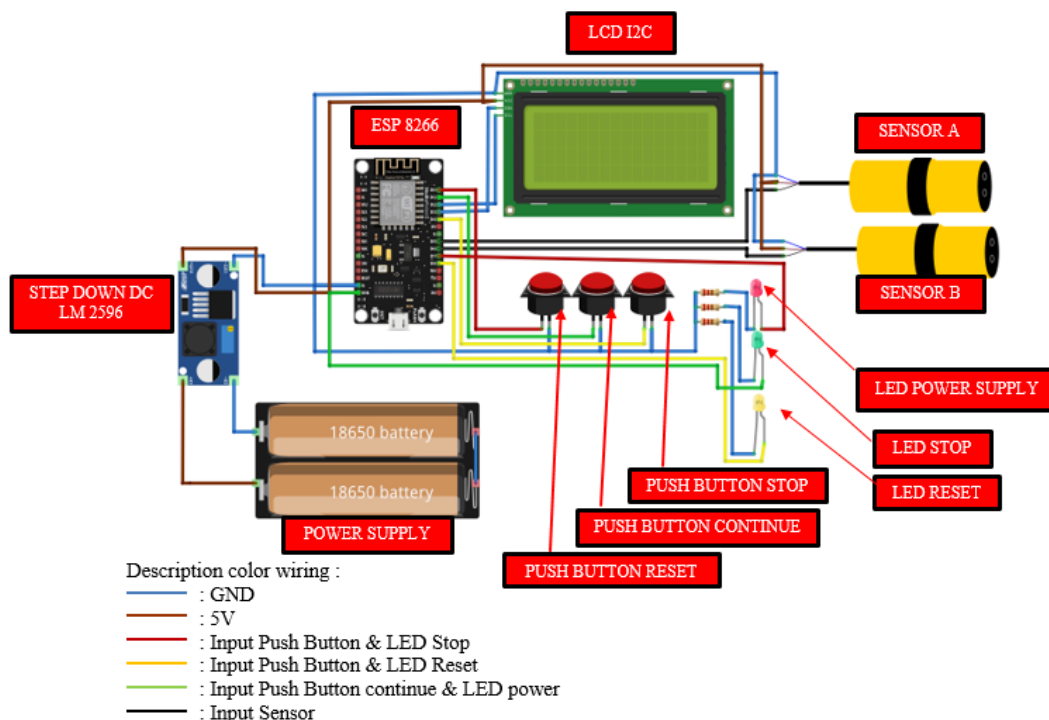 LCD I2C
ESP 8266
SENSOR A
STEP DOWN DC
LM 2596
SENSOR B
LED POWER SUPPLY
18650 battery
LED STOP
PUSH BUTTON STOP
LED RESET
18650 battery
PUSH BUTTON CONTINUE
POWER SUPPLY
PUSH BUTTON RESET
Description color wiring :
: GND
: 5V
: Input Push Button & LED Stop
: Input Push Button & LED Reset
: Input Push Button continue & LED power
: Input Sensor